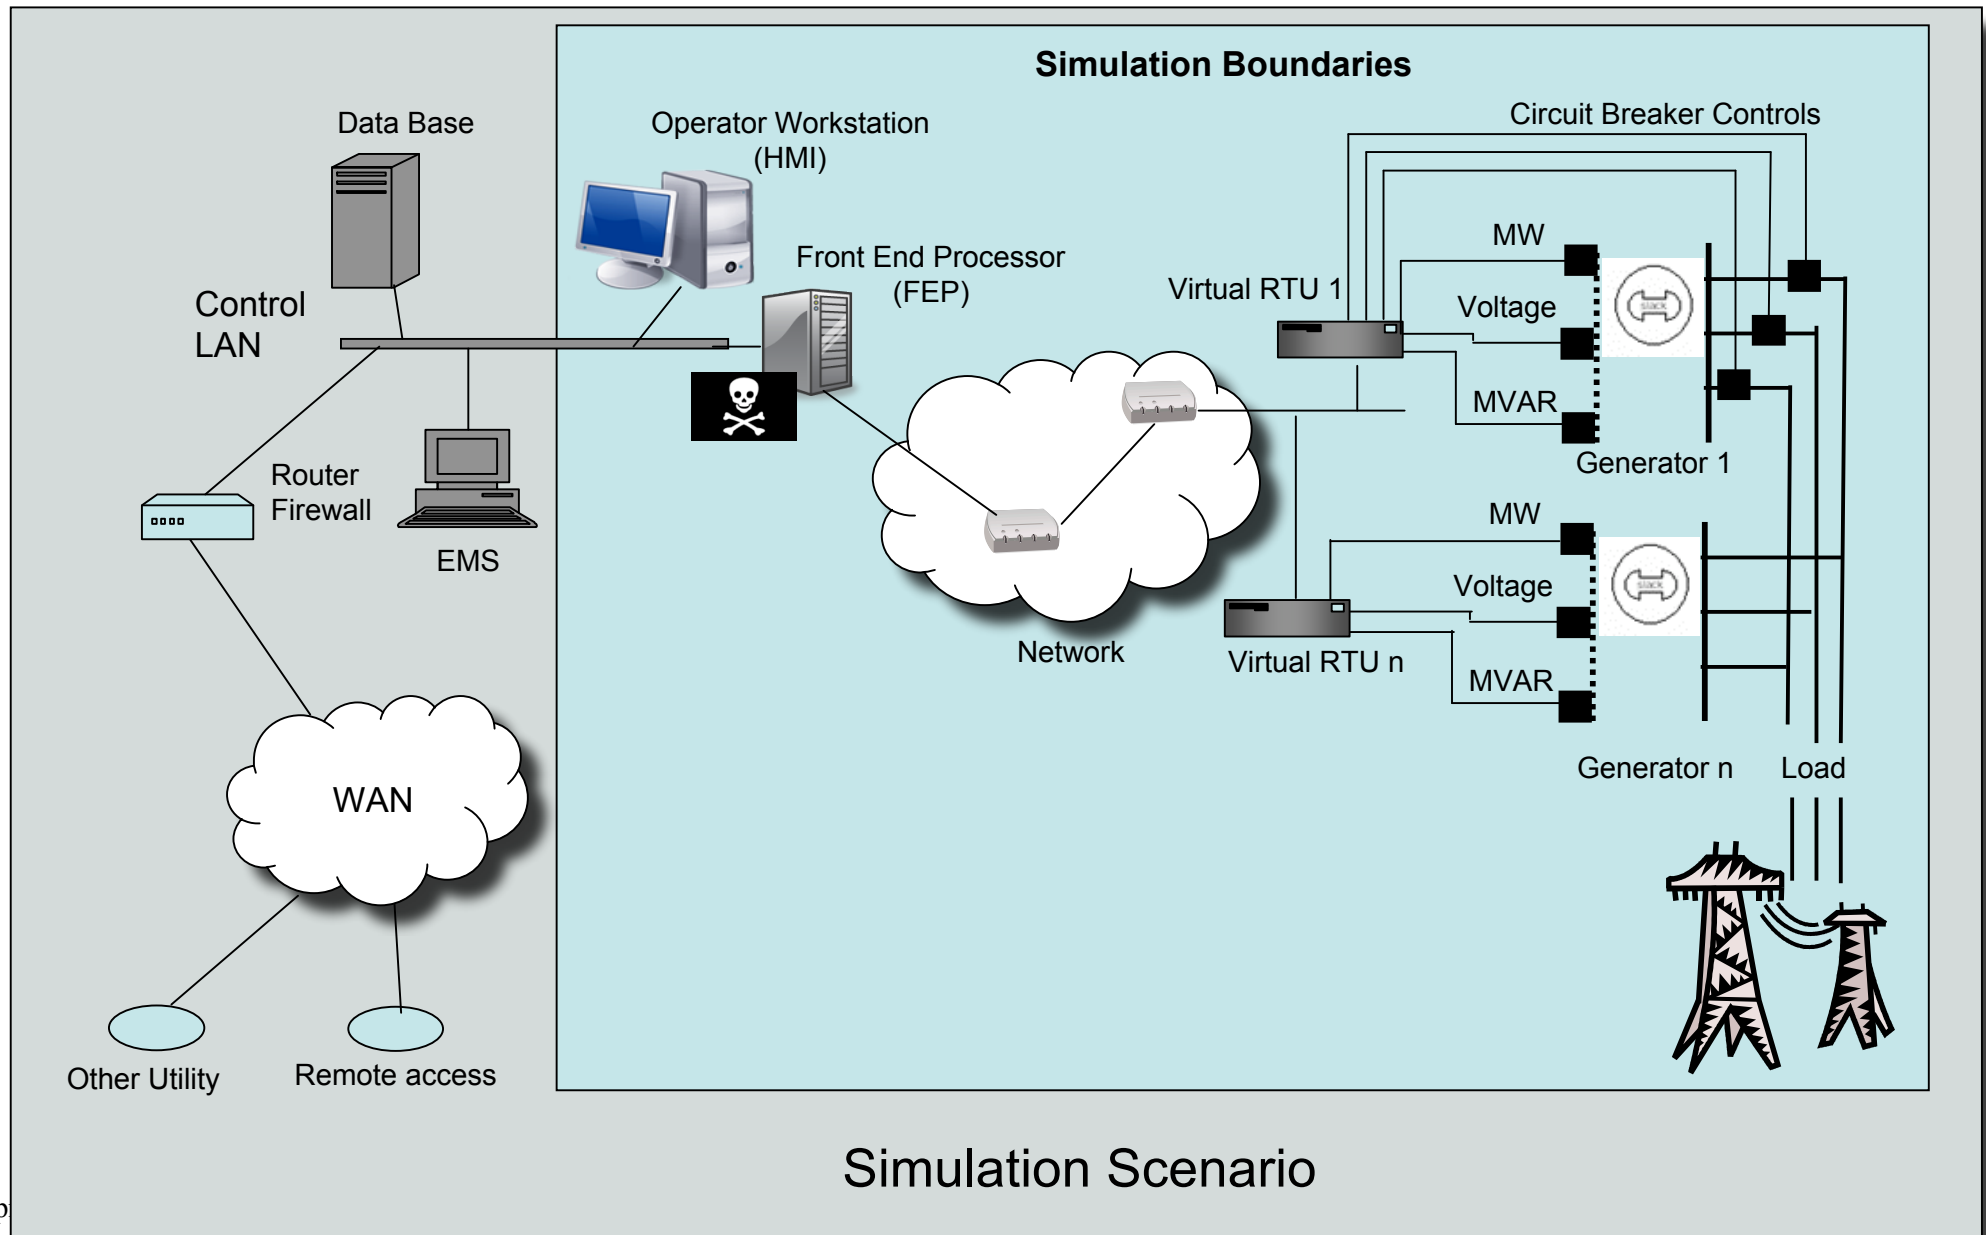 Simulation Boundaries
Data Base
Operator Workstation
(HMI)
Circuit Breaker Controls
Front End Processor
(FEP)
Control
LAN
Virtual RTU 1
MW
Voltage
MVAR
slack
Generator 1
Router
Firewall
EMS
Network
Virtual RTU n
MW
Voltage
MVAR
slack
Generator n
Load
WAN
Other Utility
Remote access
Simulation Scenario